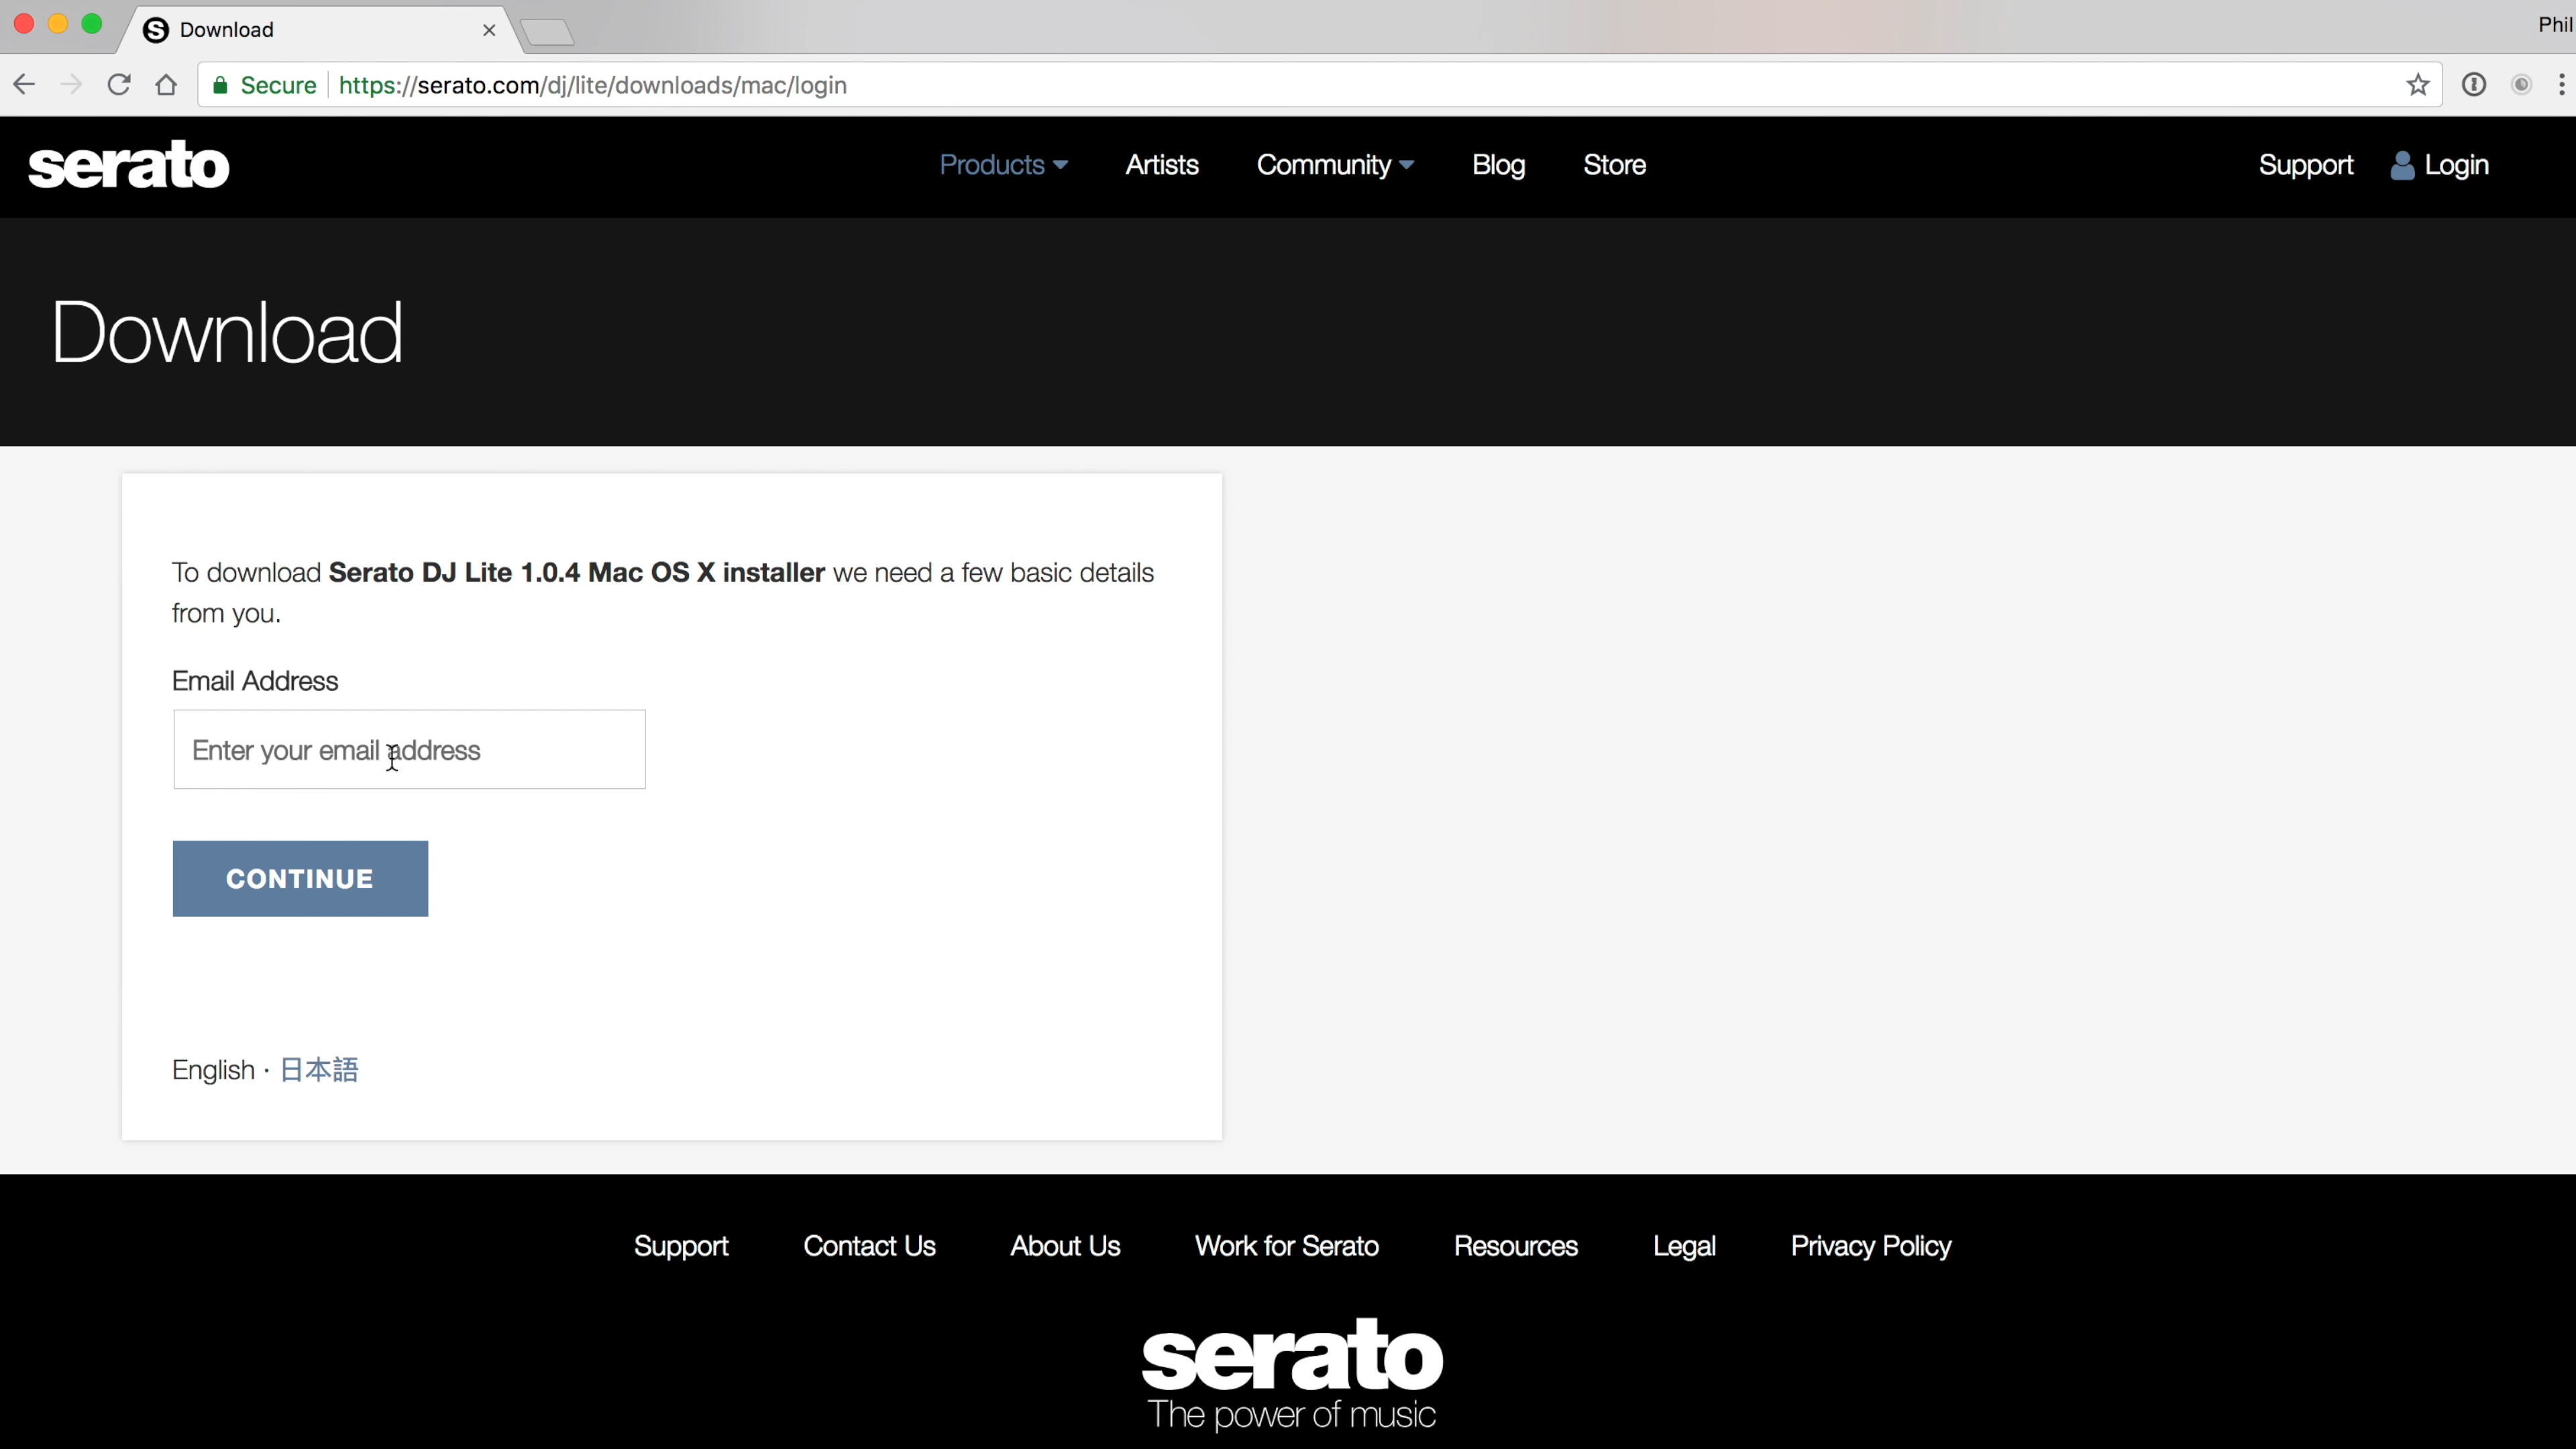 Download
Phil
Secure https://serato.com/dj/lite/downloads/mac/login
serato Products Artists Community Blog Store Support Login
Download
To download Serato DJ Lite 1.0.4 Mac OS X installer we need a few basic details
from you.
Email Address
Enter your email address
CONTINUE
English · 日本語
Support Contact Us About Us Work for Serato Resources Legal Privacy Policy
serato
The power of music